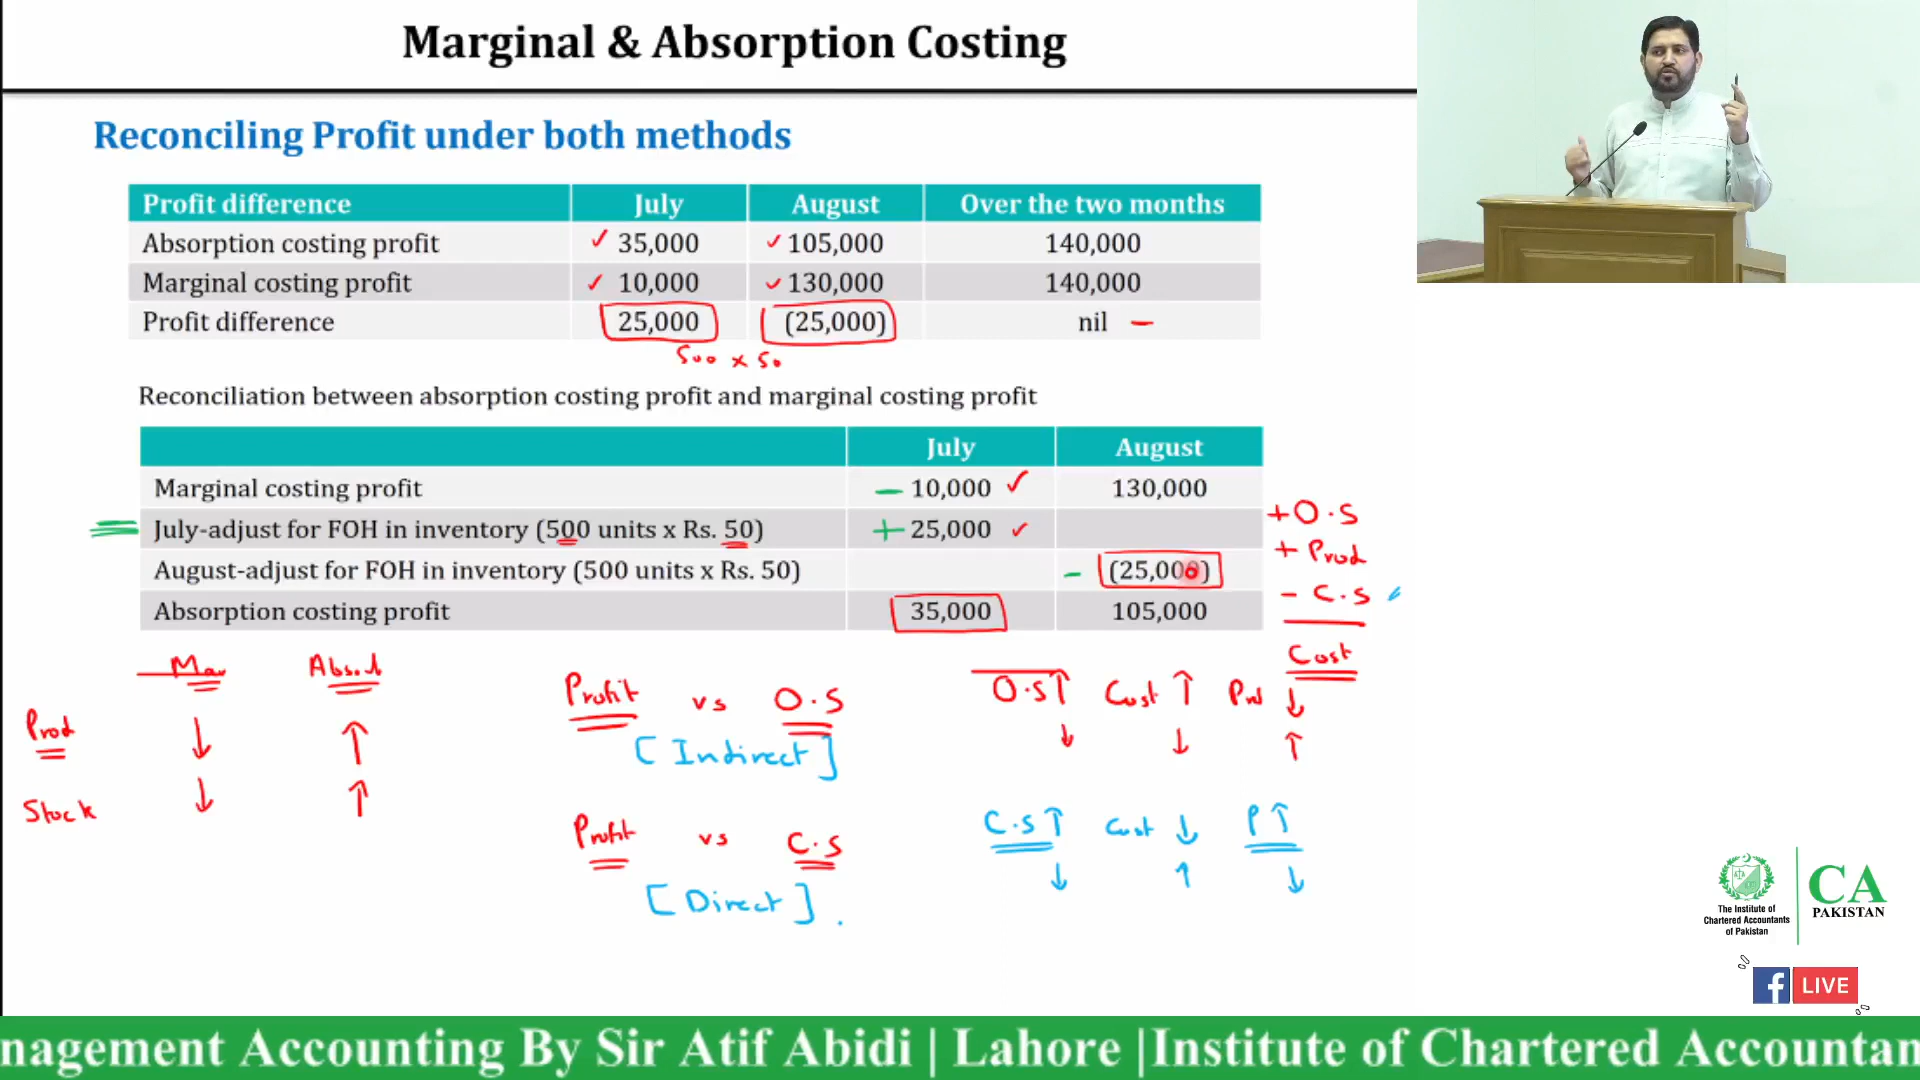 Marginal & Absorption Costing
Reconciling Profit under both methods
Profit difference July August Over the two months
Absorption costing profit ✓ 35,000 ✓ 105,000 140,000
Marginal costing profit ✓ 10,000 ✓ 130,000 140,000
Profit difference 25,000 (25,000) nil –
500 x 50
Reconciliation between absorption costing profit and marginal costing profit
July August
Marginal costing profit – 10,000 ✓ 130,000
July-adjust for FOH in inventory (500 units x Rs. 50) + 25,000 ✓
August-adjust for FOH in inventory (500 units x Rs. 50) – (25,000)
Absorption costing profit 35,000 105,000
+ O.S
+ Prod
- C.S
Cost
Mar Absorb
Prod ↓ ↑
Stock ↓ ↑
Profit vs O.S
[Indirect]
Profit vs C.S
[Direct].
O.S ↑ Cost ↑ Prf ↓
↓ ↓ ↑
C.S ↑ Cost ↓ P ↑
↓ ↑ ↓
The Institute of
Chartered Accountants
of Pakistan
CA
PAKISTAN
f LIVE
nagement Accounting By Sir Atif Abidi | Lahore |Institute of Chartered Accountan